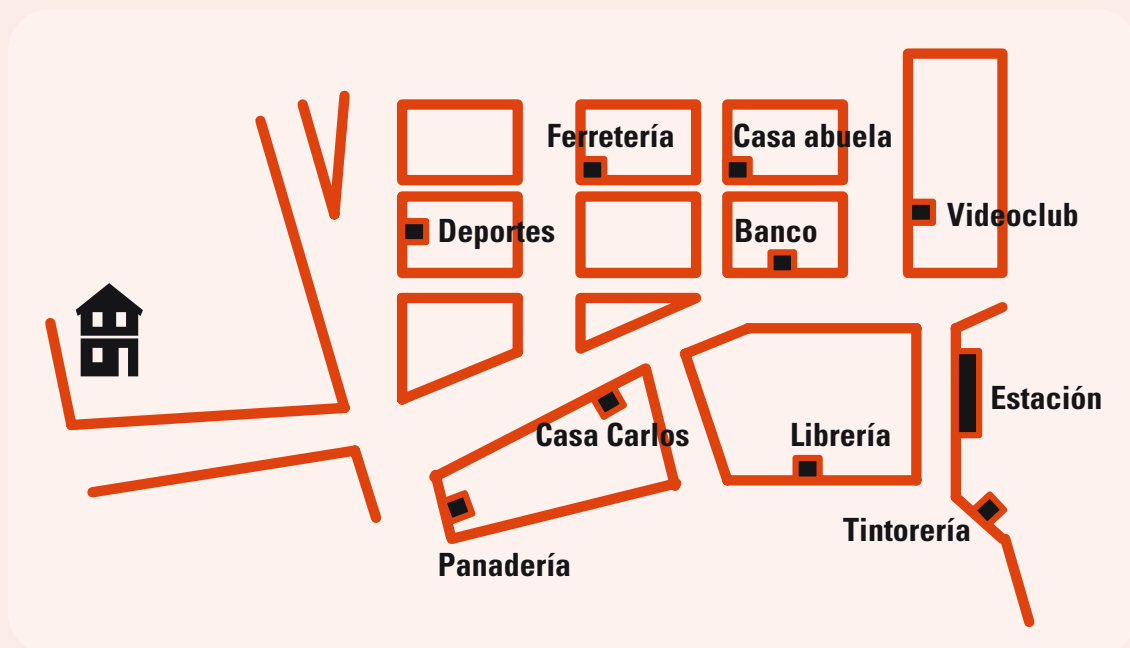 Ferretería
Casa abuela
Videoclub
Deportes
Banco
Estación
Casa Carlos
Librería
Tintorería
Panadería